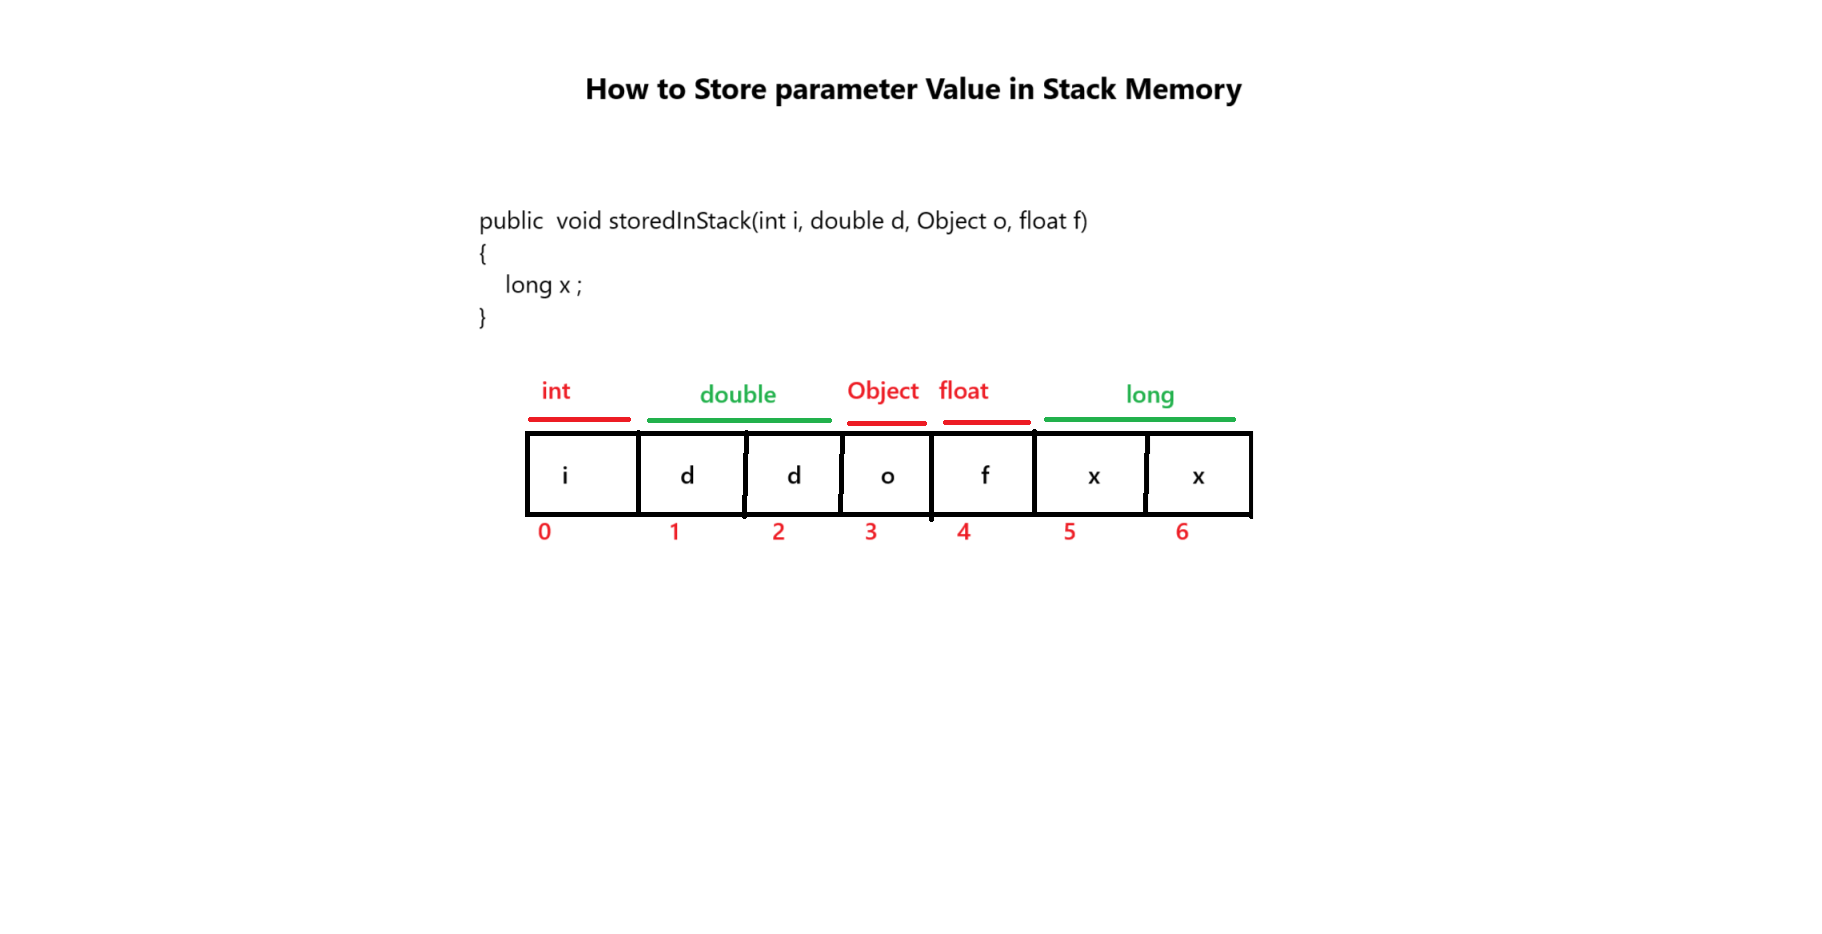 How to Store parameter Value in Stack Memory
public  void storedInStack(int i, double d, Object o, float f)
{
long x ;
}
int double Object float long
i d d o f x x
0 1 2 3 4 5 6